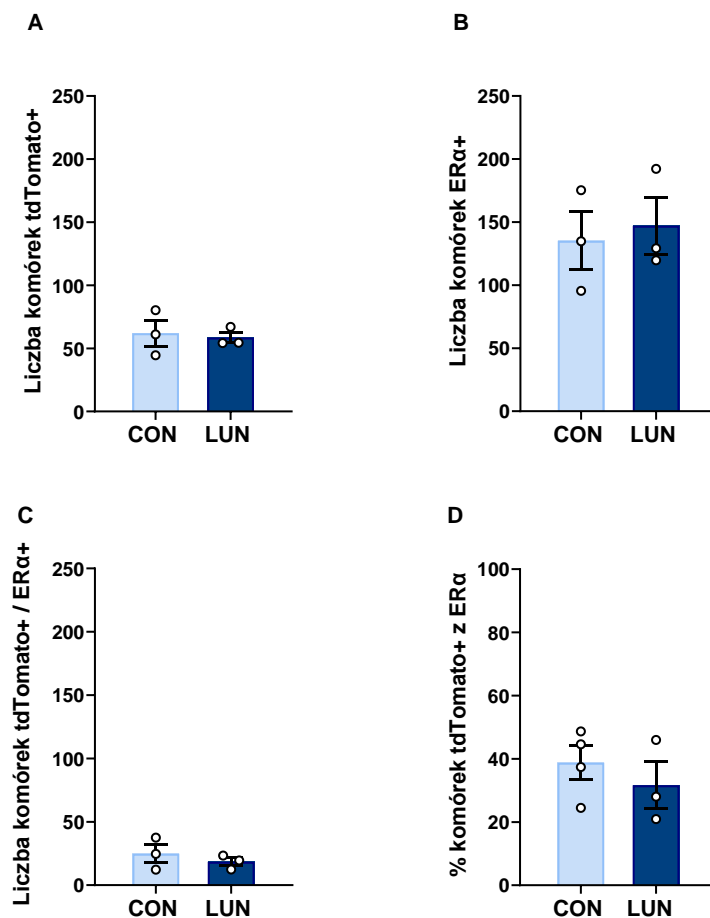 A
Liczba komórek tdTomato+
250
200
150
100
50
0
CON LUN
B
Liczba komórek ERα+
250
200
150
100
50
0
CON LUN
C
Liczba komórek tdTomato+ / ERα+
250
200
150
100
50
0
CON LUN
D
% komórek tdTomato+ z ERα
100
80
60
40
20
0
CON LUN